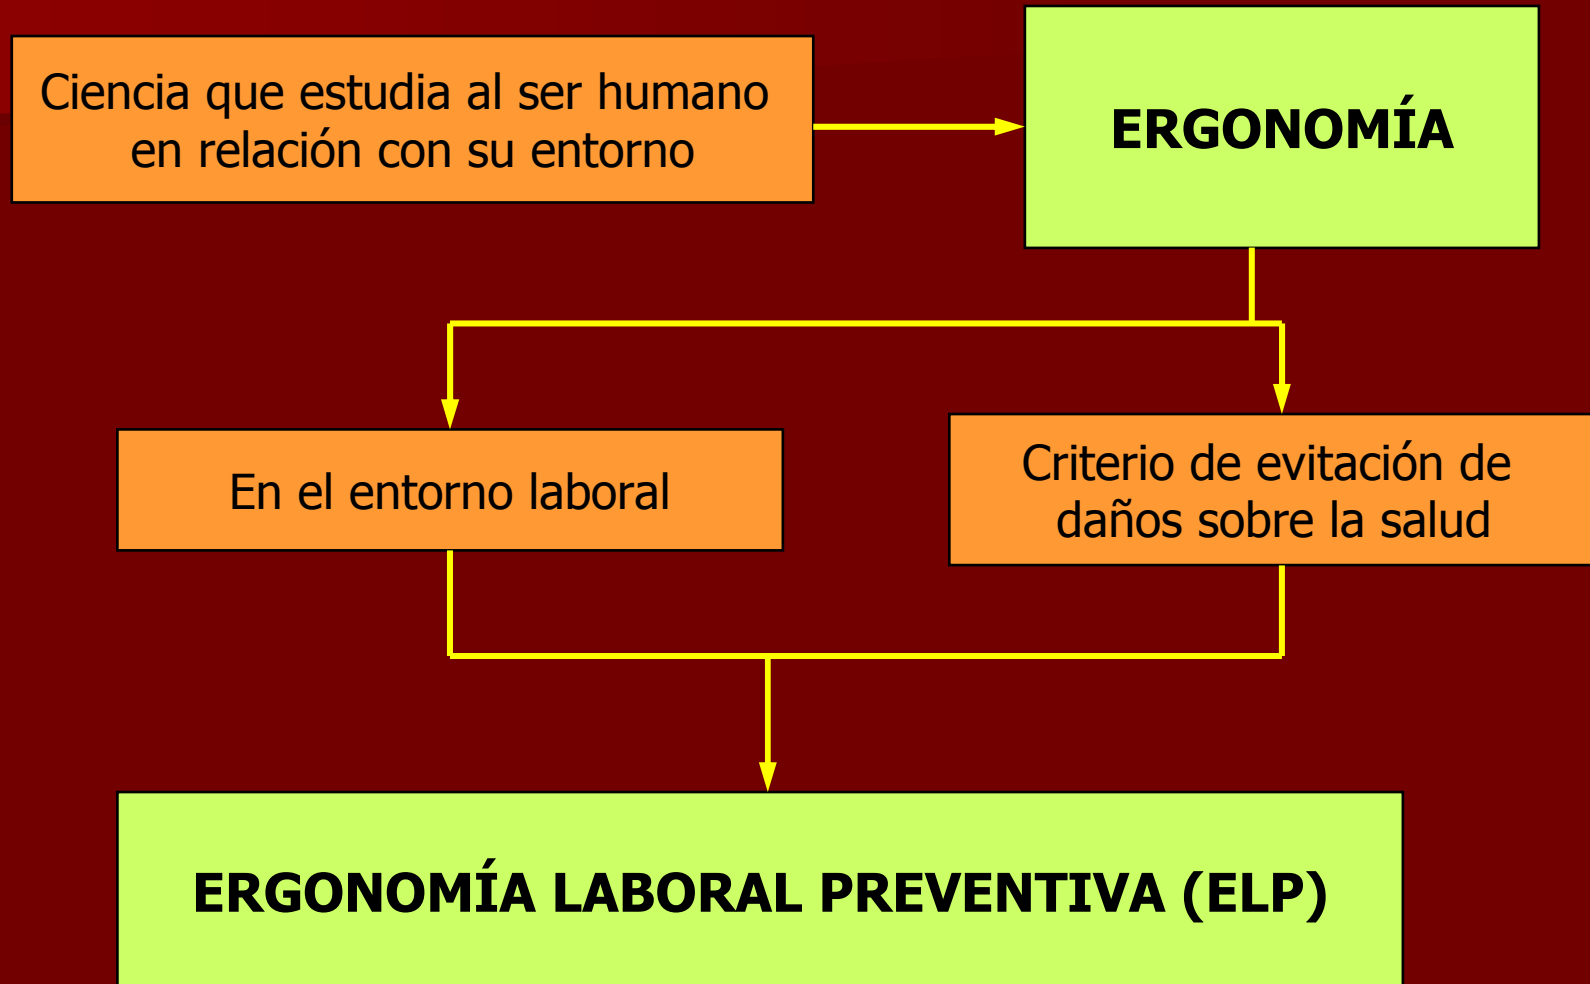 Ciencia que estudia al ser humano
en relación con su entorno
ERGONOMÍA
En el entorno laboral
Criterio de evitación de
daños sobre la salud
ERGONOMÍA LABORAL PREVENTIVA (ELP)